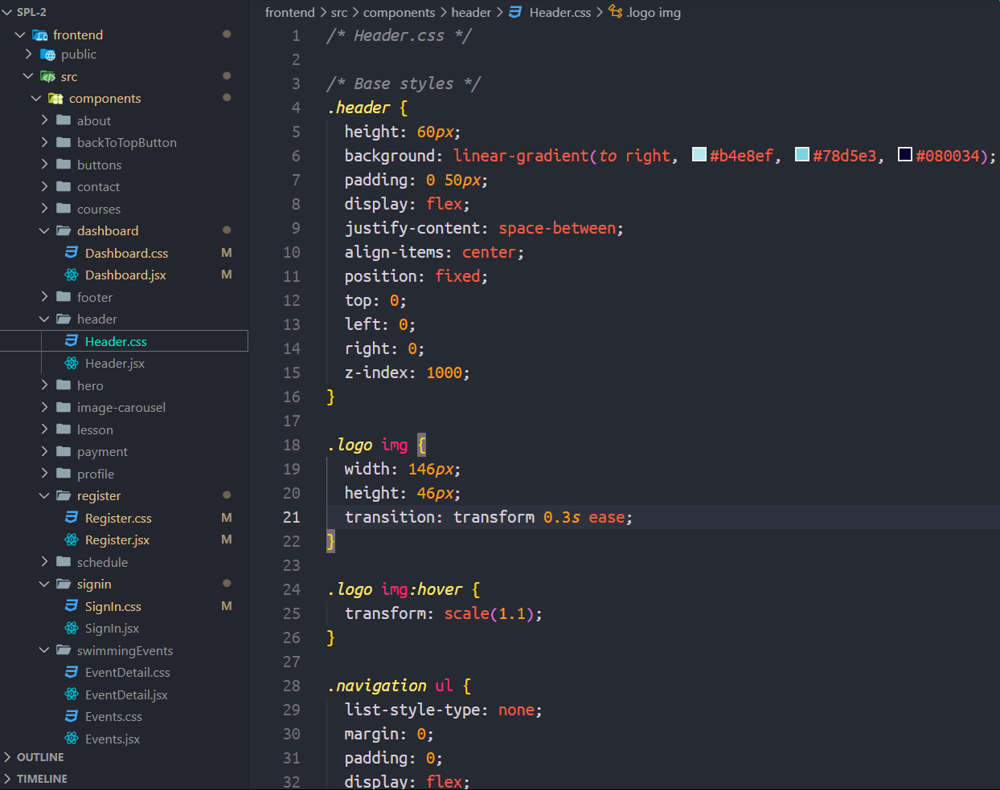 SPL-2
frontend
public
src
components
about
backToTopButton
buttons
contact
courses
dashboard
Dashboard.css M
Dashboard.jsx M
footer
header
Header.css
Header.jsx
hero
image-carousel
lesson
payment
profile
register
Register.css M
Register.jsx M
schedule
signin
SignIn.css M
SignIn.jsx
swimmingEvents
EventDetail.css
EventDetail.jsx
Events.css
Events.jsx
OUTLINE
TIMELINE
frontend > src > components > header > Header.css > .logo img
1 /* Header.css */
2
3 /* Base styles */
4 .header {
5 height: 60px;
6 background: linear-gradient(to right, #b4e8ef, #78d5e3, #080034);
7 padding: 0 50px;
8 display: flex;
9 justify-content: space-between;
10 align-items: center;
11 position: fixed;
12 top: 0;
13 left: 0;
14 right: 0;
15 z-index: 1000;
16 }
17
18 .logo img {
19 width: 146px;
20 height: 46px;
21 transition: transform 0.3s ease;
22 }
23
24 .logo img:hover {
25 transform: scale(1.1);
26 }
27
28 .navigation ul {
29 list-style-type: none;
30 margin: 0;
31 padding: 0;
32 display: flex;